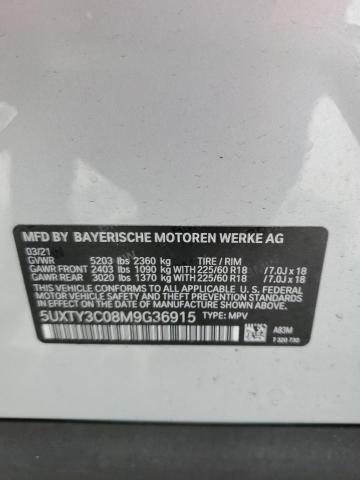 MFD BY BAYERISCHE MOTOREN WERKE AG
03/21
GVWR 5203 lbs 2360 kg TIRE / RIM
GAWR FRONT 2403 lbs 1090 kg WITH 225/60 R18 /7.0J x 18
GAWR REAR 3020 lbs 1370 kg WITH 225/60 R18 /7.0J x 18
THIS VEHICLE CONFORMS TO ALL APPLICABLE
U.S. FEDERAL MOTOR VEHICLE SAFETY STANDARDS
IN EFFECT ON THE DATE OF MANUFACTURE SHOWN ABOVE.
5UXTY3C08M9G36915 TYPE: MPV
A83M
7 320 730